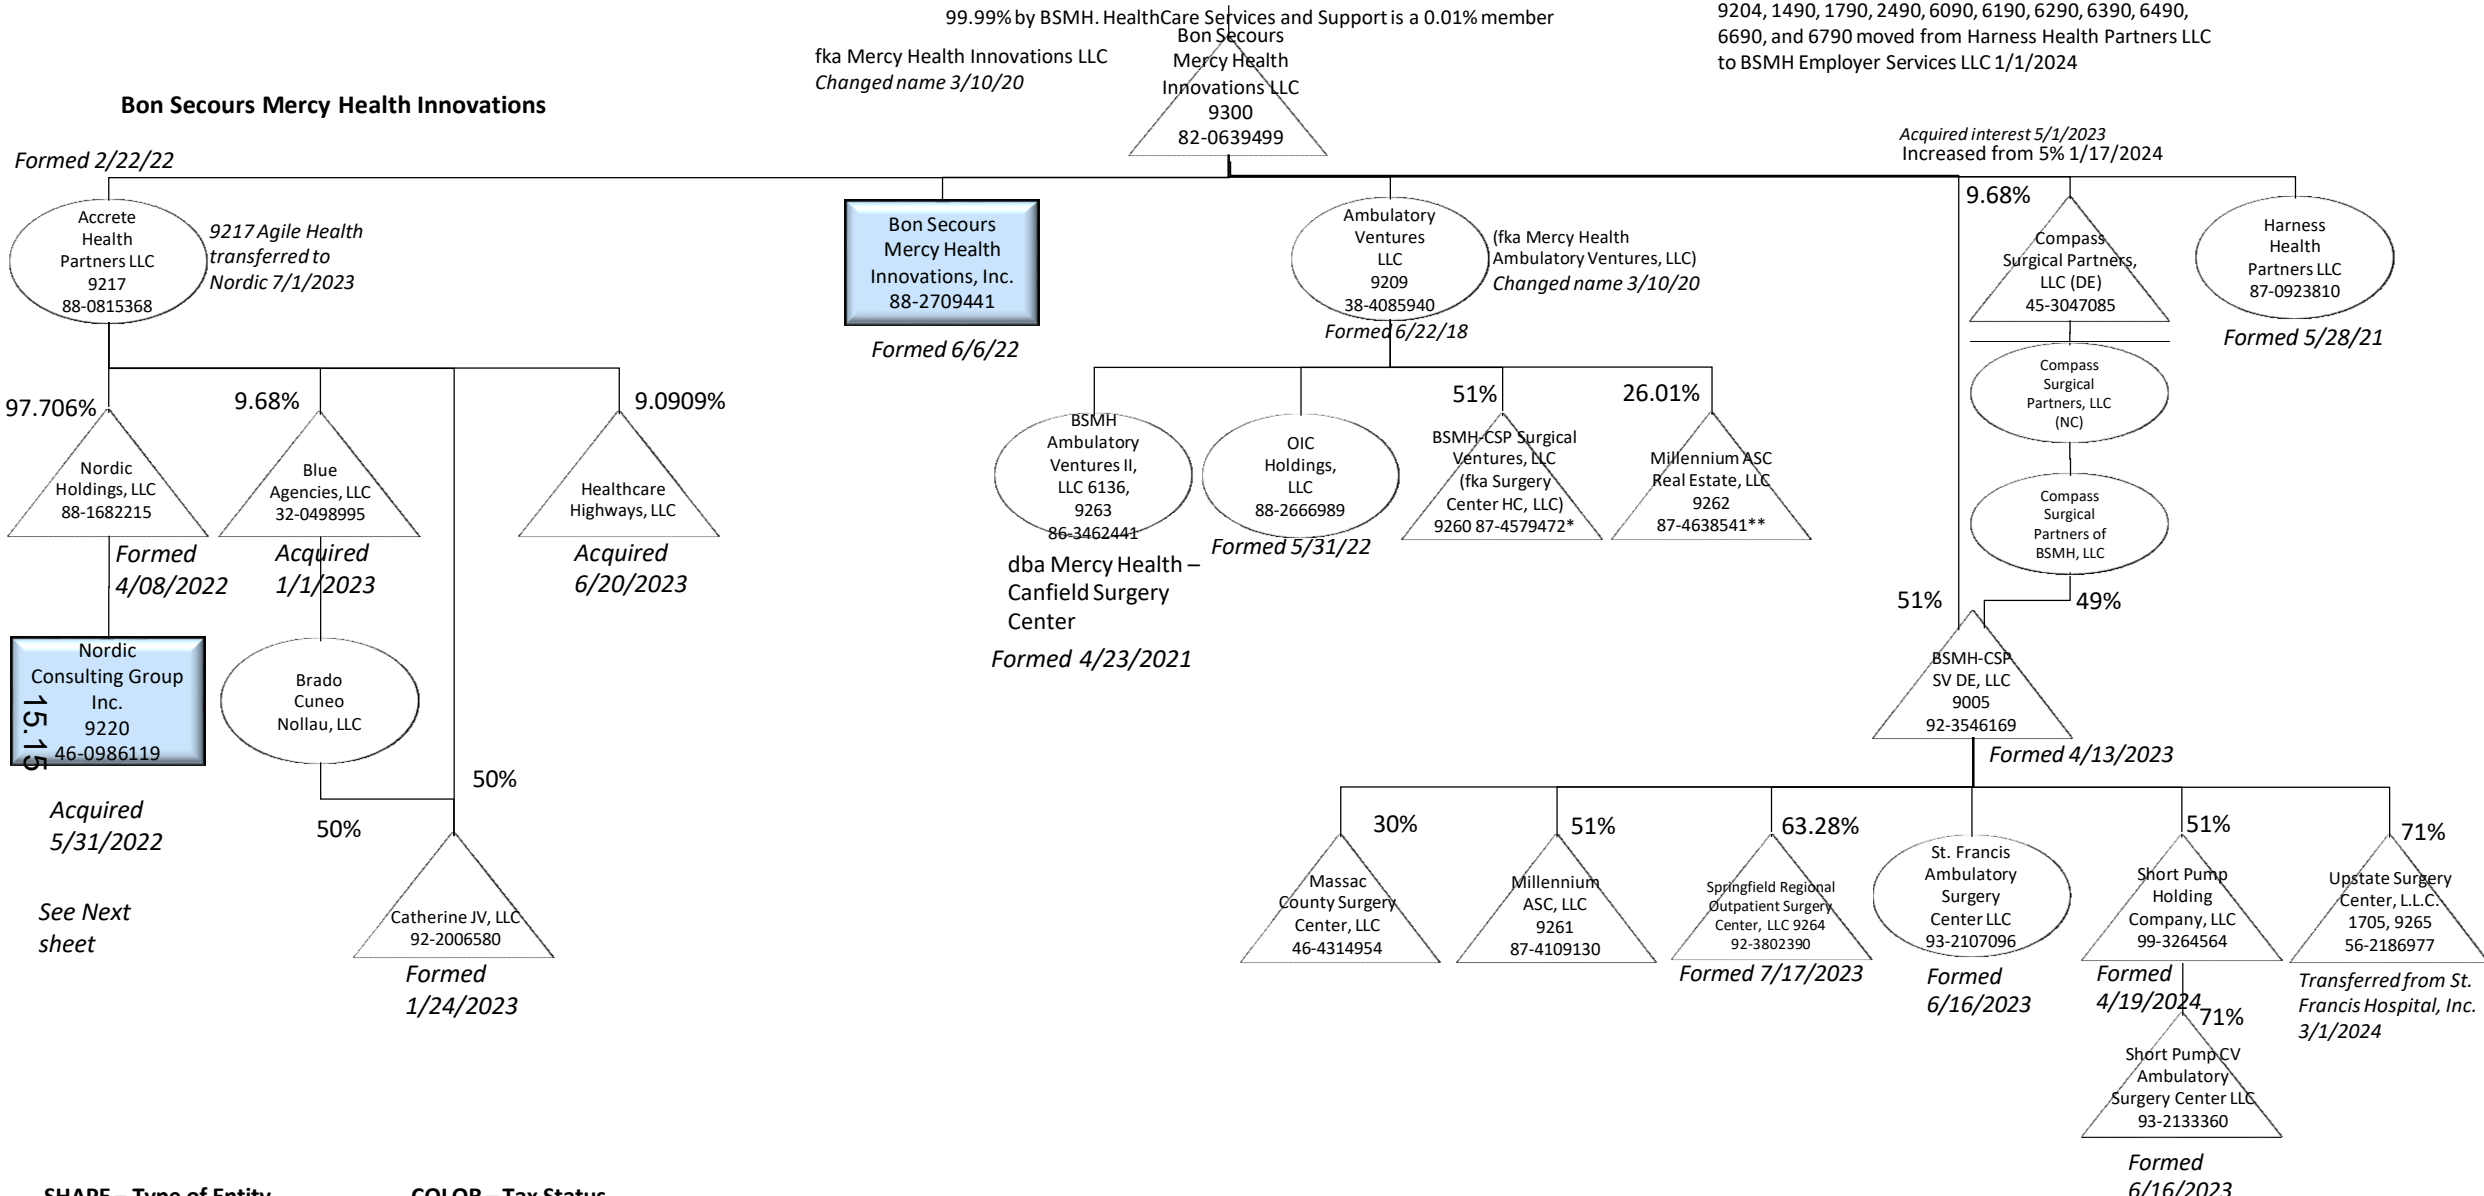 99.99% by BSMH. HealthCare Services and Support is a 0.01% member
9204, 1490, 1790, 2490, 6090, 6190, 6290, 6390, 6490,
6690, and 6790 moved from Harness Health Partners LLC
to BSMH Employer Services LLC 1/1/2024
fka Mercy Health Innovations LLC
Changed name 3/10/20
Bon Secours
Mercy Health
Innovations LLC
9300
82-0639499
Bon Secours Mercy Health Innovations
Acquired interest 5/1/2023
Increased from 5% 1/17/2024
Formed 2/22/22
Accrete
Health
Partners LLC
9217
88-0815368
9217 Agile Health
transferred to
Nordic 7/1/2023
Bon Secours
Mercy Health
Innovations, Inc.
88-2709441
Formed 6/6/22
Ambulatory
Ventures
LLC
9209
38-4085940
(fka Mercy Health
Ambulatory Ventures, LLC)
Changed name 3/10/20
Formed 6/22/18
9.68%
Compass
Surgical Partners,
LLC (DE)
45-3047085
Harness
Health
Partners LLC
87-0923810
Formed 5/28/21
Compass
Surgical
Partners, LLC
(NC)
Compass
Surgical
Partners of
BSMH, LLC
97.706%
Nordic
Holdings, LLC
88-1682215
Formed
4/08/2022
9.68%
Blue
Agencies, LLC
32-0498995
Acquired
1/1/2023
9.0909%
Healthcare
Highways, LLC
Acquired
6/20/2023
BSMH
Ambulatory
Ventures II,
LLC 6136,
9263
86-3462441
dba Mercy Health –
Canfield Surgery
Center
Formed 4/23/2021
OIC
Holdings,
LLC
88-2666989
Formed 5/31/22
51%
BSMH-CSP Surgical
Ventures, LLC
(fka Surgery
Center HC, LLC)
9260 87-4579472*
26.01%
Millennium ASC
Real Estate, LLC
9262
87-4638541**
51%
49%
BSMH-CSP
SV DE, LLC
9005
92-3546169
Formed 4/13/2023
Nordic
Consulting Group
Inc.
9220
46-0986119
15.15
Acquired
5/31/2022
See Next
sheet
Brado
Cuneo
Nollau, LLC
50%
50%
Catherine JV, LLC
92-2006580
Formed
1/24/2023
30%
Massac
County Surgery
Center, LLC
46-4314954
51%
Millennium
ASC, LLC
9261
87-4109130
63.28%
Springfield Regional
Outpatient Surgery
Center, LLC 9264
92-3802390
Formed 7/17/2023
St. Francis
Ambulatory
Surgery
Center LLC
93-2107096
Formed
6/16/2023
51%
Short Pump
Holding
Company, LLC
99-3264564
Formed
4/19/2024
71%
Upstate Surgery
Center, L.L.C.
1705, 9265
56-2186977
Transferred from St.
Francis Hospital, Inc.
3/1/2024
71%
Short Pump CV
Ambulatory
Surgery Center LLC
93-2133360
Formed
6/16/2023
SHAPE – Type of Entity
COLOR – Tax Status